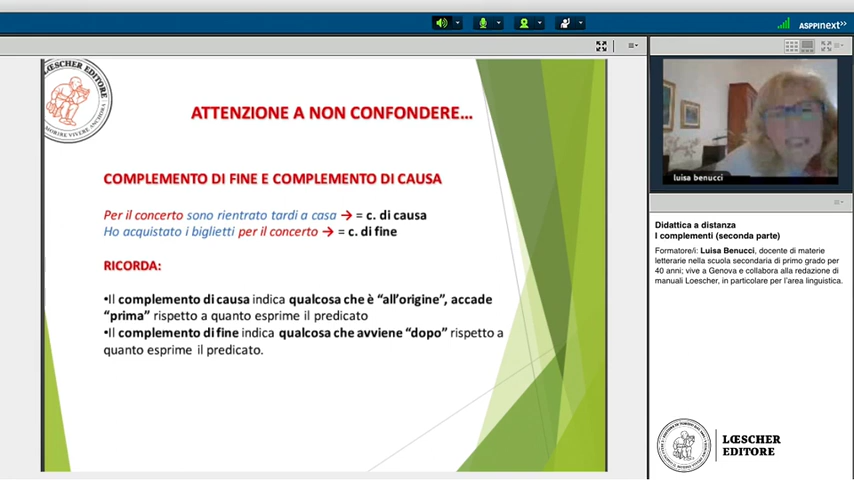 ASPPInext>>
LŒSCHER EDITORE
ATTENZIONE A NON CONFONDERE...
COMPLEMENTO DI FINE E COMPLEMENTO DI CAUSA
Per il concerto sono rientrato tardi a casa → = c. di causa
Ho acquistato i biglietti per il concerto → = c. di fine
RICORDA:
•Il complemento di causa indica qualcosa che è “all’origine”, accade
“prima” rispetto a quanto esprime il predicato
•Il complemento di fine indica qualcosa che avviene “dopo” rispetto a
quanto esprime il predicato.
luisa benucci
Didattica a distanza
I complementi (seconda parte)
Formatore/i: Luisa Benucci, docente di materie
letterarie nella scuola secondaria di primo grado per
40 anni; vive a Genova e collabora alla redazione di
manuali Loescher, in particolare per l'area linguistica.
LŒSCHER
EDITORE